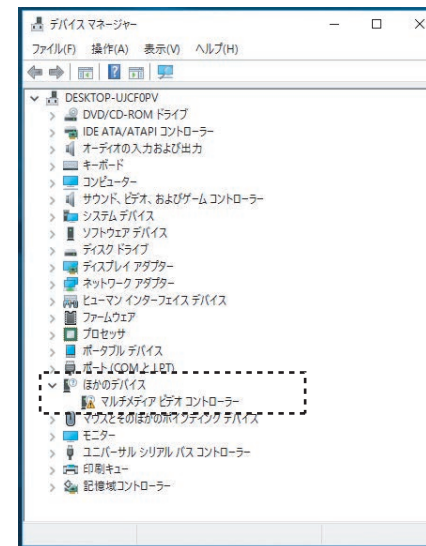 デバイス マネージャー
ファイル(F) 操作(A) 表示(V) ヘルプ(H)
DESKTOP-UJCF0PV
DVD/CD-ROM ドライブ
IDE ATA/ATAPI コントローラー
オーディオの入力および出力
キーボード
コンピューター
サウンド、ビデオ、およびゲーム コントローラー
システム デバイス
ソフトウェア デバイス
ディスク ドライブ
ディスプレイ アダプター
ネットワーク アダプター
ヒューマン インターフェイス デバイス
ファームウェア
プロセッサ
ポータブル デバイス
ポート (COM と LPT)
ほかのデバイス
マルチメディア ビデオ コントローラー
マウスとそのほかのポインティング デバイス
モニター
ユニバーサル シリアル バス コントローラー
印刷キュー
記憶域コントローラー